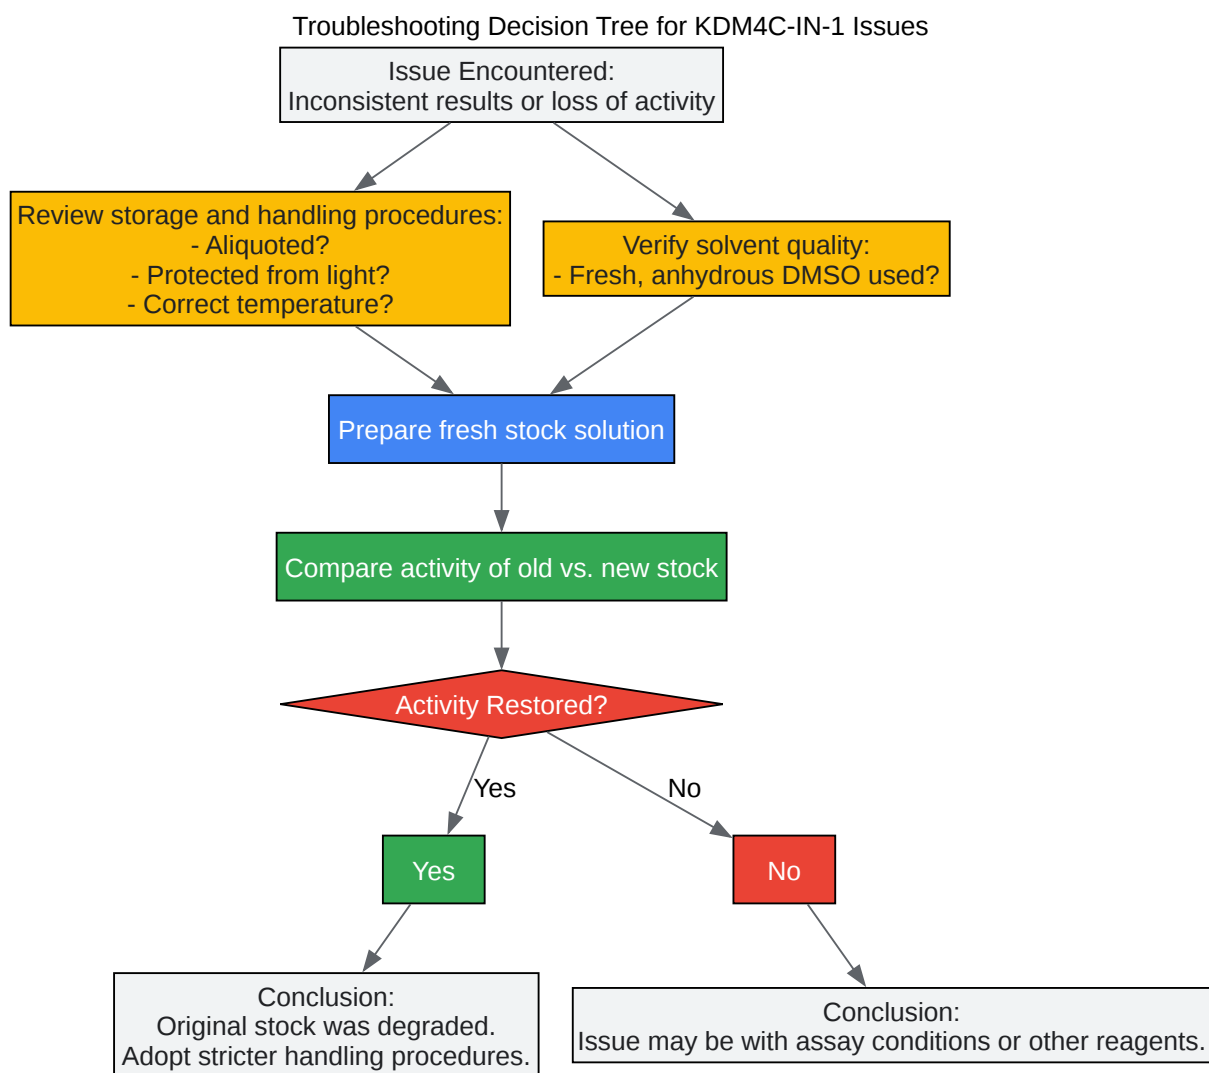 Troubleshooting Decision Tree for KDM4C-IN-1 Issues
Issue Encountered:
Inconsistent results or loss of activity
Review storage and handling procedures:
- Aliquoted?
- Protected from light?
- Correct temperature?
Verify solvent quality:
- Fresh, anhydrous DMSO used?
Prepare fresh stock solution
Compare activity of old vs. new stock
Activity Restored?
Yes
No
Yes
No
Conclusion:
Original stock was degraded.
Adopt stricter handling procedures.
Conclusion:
Issue may be with assay conditions or other reagents.